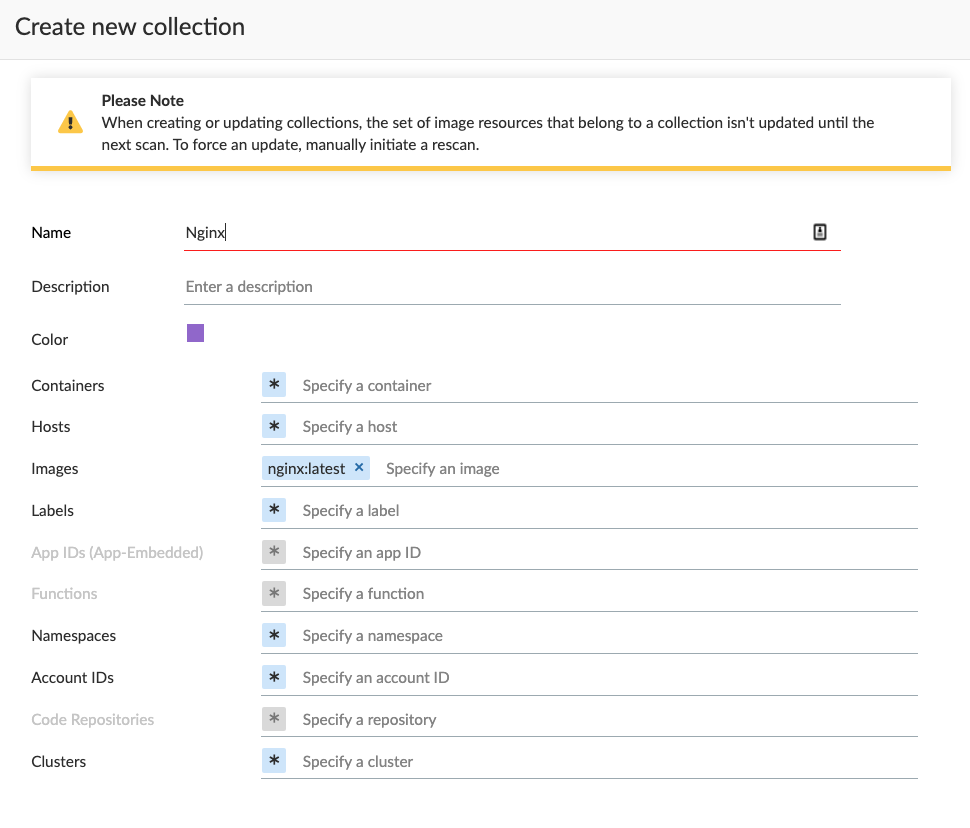 Create new collection
Please Note
When creating or updating collections, the set of image resources that belong to a collection isn't updated until the
next scan. To force an update, manually initiate a rescan.
Name Nginx
Description Enter a description
Color
Containers * Specify a container
Hosts * Specify a host
Images nginx:latest × Specify an image
Labels * Specify a label
App IDs (App-Embedded) * Specify an app ID
Functions * Specify a function
Namespaces * Specify a namespace
Account IDs * Specify an account ID
Code Repositories * Specify a repository
Clusters * Specify a cluster